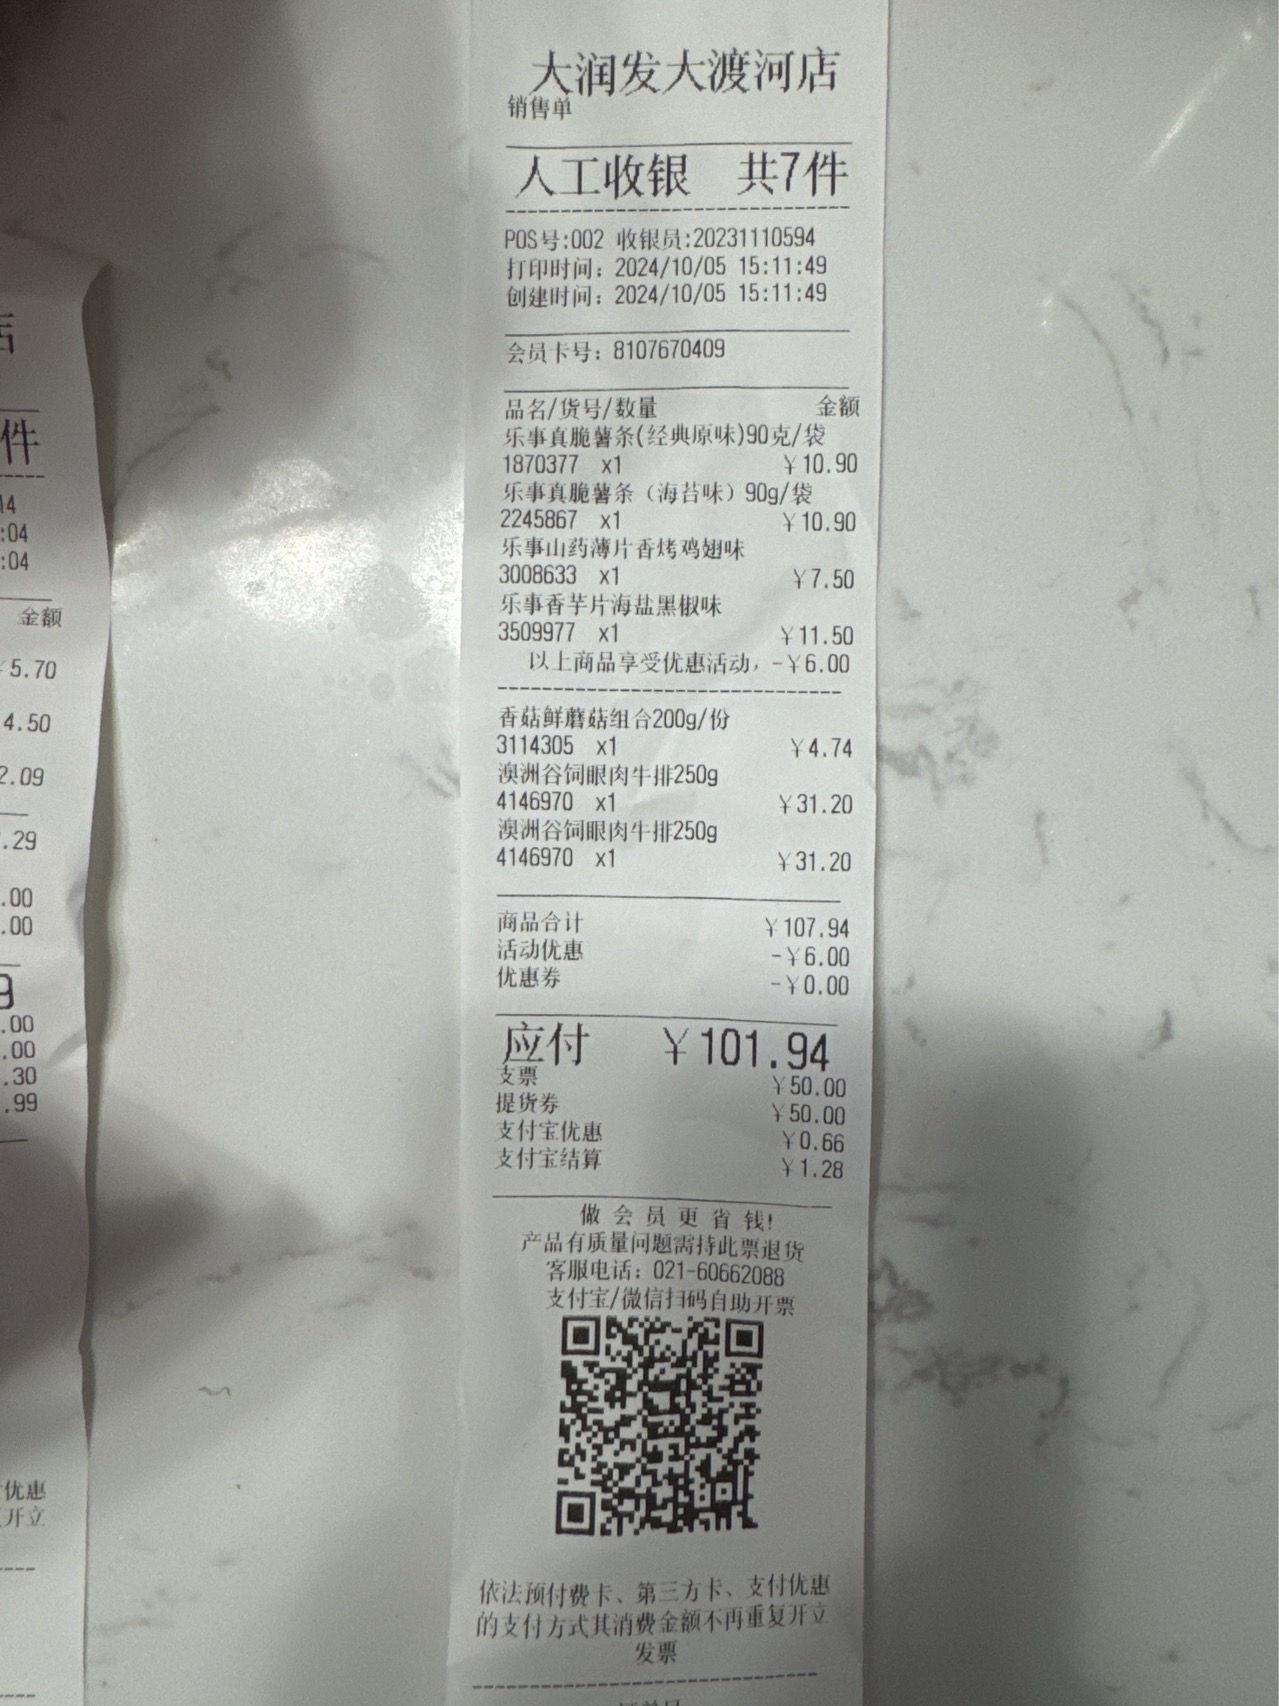 大润发大渡河店
销售单
人工收银 共7件
POS号:002 收银员:20231110594
打印时间：2024/10/05 15:11:49
创建时间：2024/10/05 15:11:49
会员卡号：8107670409
品名/货号/数量 金额
乐事真脆薯条(经典原味)90克/袋
1870377 x1 ￥10.90
乐事真脆薯条（海苔味）90g/袋
2245867 x1 ￥10.90
乐事山药薄片香烤鸡翅味
3008633 x1 ￥7.50
乐事香芋片海盐黑椒味
3509977 x1 ￥11.50
以上商品享受优惠活动，-￥6.00
香菇鲜蘑菇组合200g/份
3114305 x1 ￥4.74
澳洲谷饲眼肉牛排250g
4146970 x1 ￥31.20
澳洲谷饲眼肉牛排250g
4146970 x1 ￥31.20
商品合计 ￥107.94
活动优惠 -￥6.00
优惠券 -￥0.00
应付 ￥101.94
支票 ￥50.00
提货券 ￥50.00
支付宝优惠 ￥0.66
支付宝结算 ￥1.28
做 会 员 更 省 钱!
产品有质量问题需持此票退货
客服电话：021-60662088
支付宝/微信扫码自助开票
依法预付费卡、第三方卡、支付优惠
的支付方式其消费金额不再重复开立
发票
店
件
14
:04
:04
金额
5.70
4.50
2.09
.29
.00
.00
9
.00
.00
.30
.99
优惠
开立